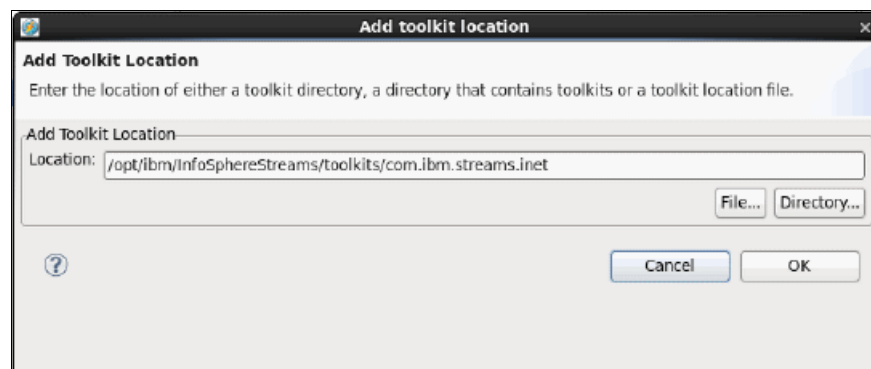 Add toolkit location
Add Toolkit Location
Enter the location of either a toolkit directory, a directory that contains toolkits or a toolkit location file.
Add Toolkit Location
Location: /opt/ibm/InfoSphereStreams/toolkits/com.ibm.streams.inet
File... Directory...
? Cancel OK